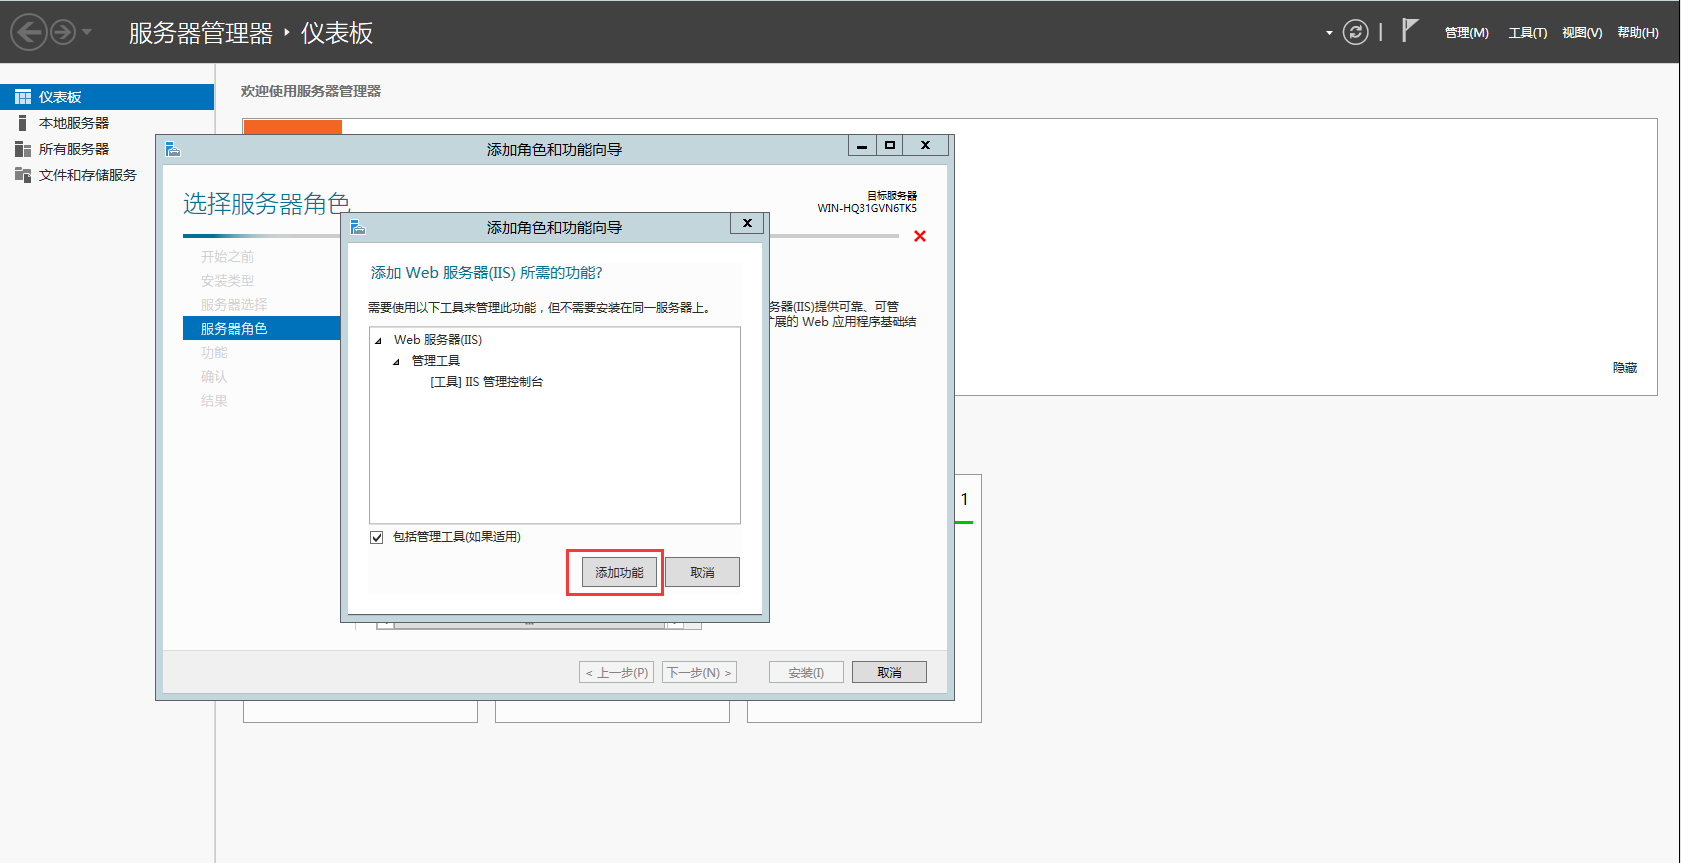 服务器管理器 ‣ 仪表板
管理(M) 工具(T) 视图(V) 帮助(H)
仪表板
本地服务器
所有服务器
文件和存储服务
欢迎使用服务器管理器
添加角色和功能向导
选择服务器角色
目标服务器
WIN-HQ31GVN6TK5
开始之前
安装类型
服务器选择
服务器角色
功能
确认
结果
添加角色和功能向导
添加 Web 服务器(IIS) 所需的功能?
需要使用以下工具来管理此功能，但不需要安装在同一服务器上。
Web 服务器(IIS)
管理工具
[工具] IIS 管理控制台
包括管理工具(如果适用)
添加功能
取消
务器(IIS)提供可靠、可管
展的 Web 应用程序基础结
隐藏
1
< 上一步(P)
下一步(N) >
安装(I)
取消